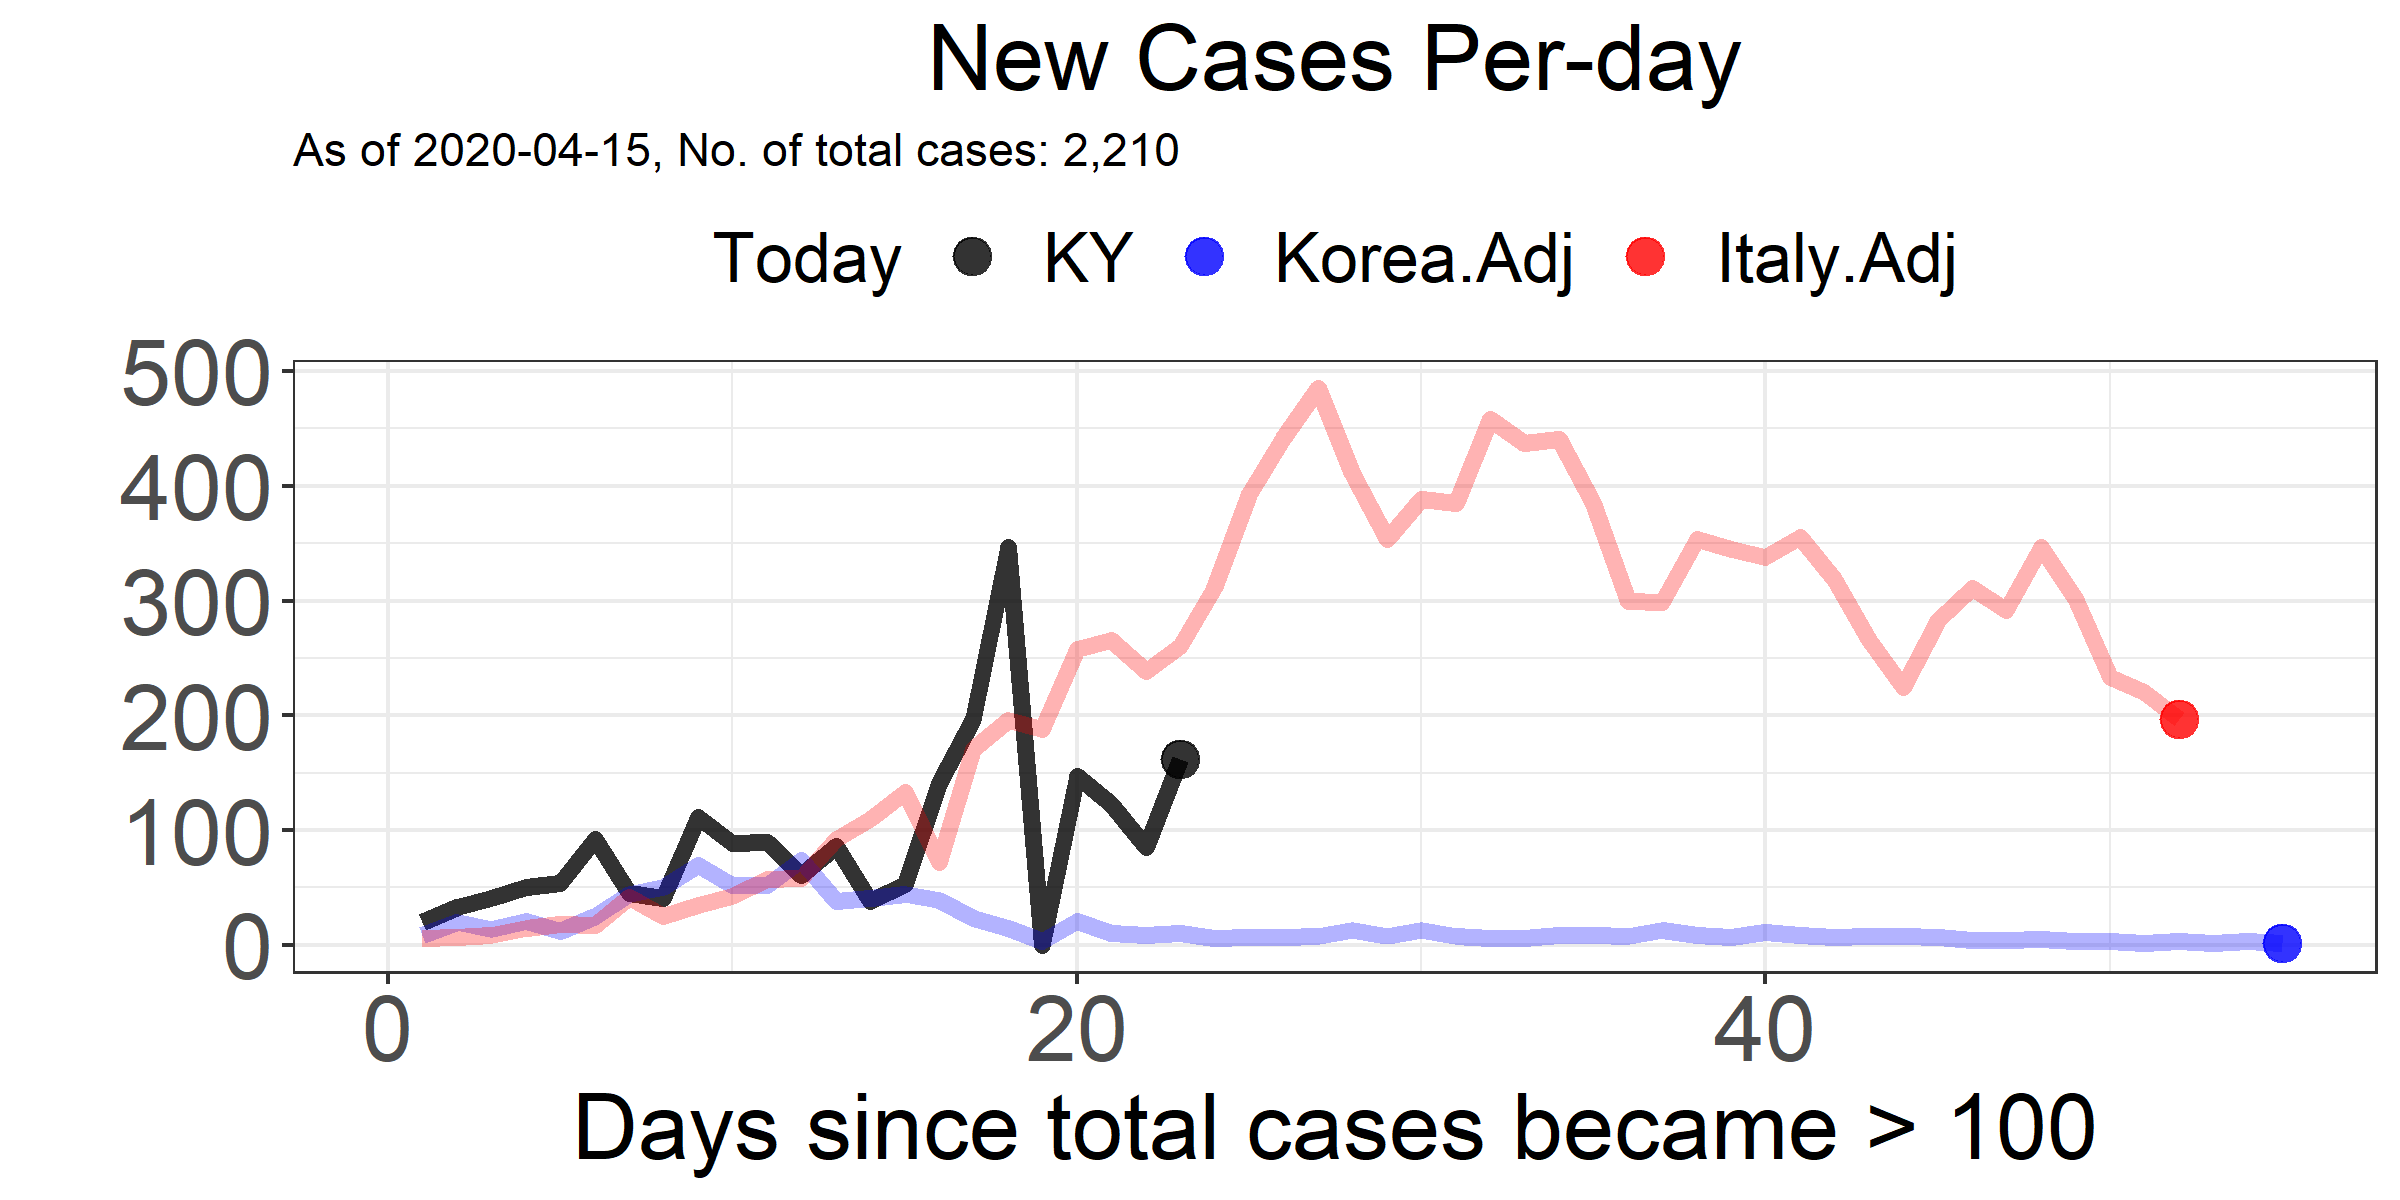 New Cases Per-day
As of 2020-04-15, No. of total cases: 2,210
Today KY Korea.Adj Italy.Adj
500
400
300
200
100
0
0 20 40
Days since total cases became > 100